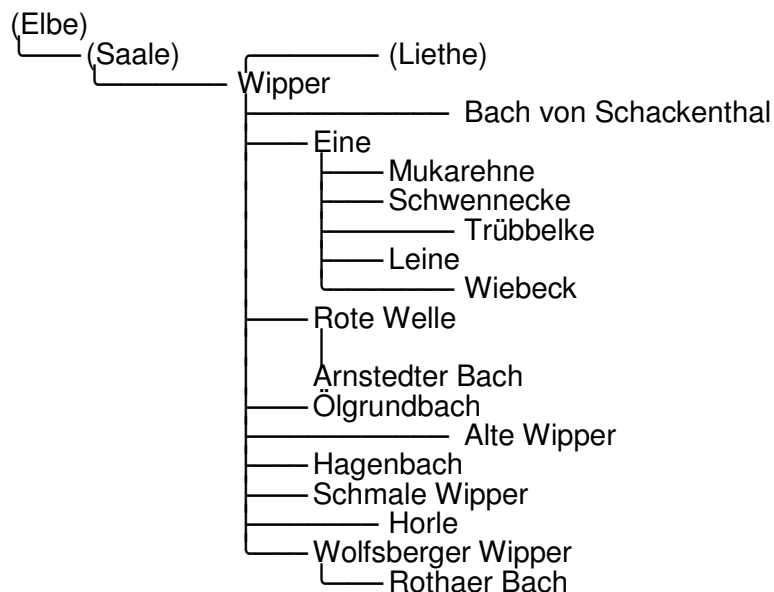 (Elbe)
(Saale)
(Liethe)
Wipper
Bach von Schackenthal
Eine
Mukarehne
Schwennecke
Trübbelke
Leine
Wiebeck
Rote Welle
Arnstedter Bach
Ölgrundbach
Alte Wipper
Hagenbach
Schmale Wipper
Horle
Wolfsberger Wipper
Rothaer Bach